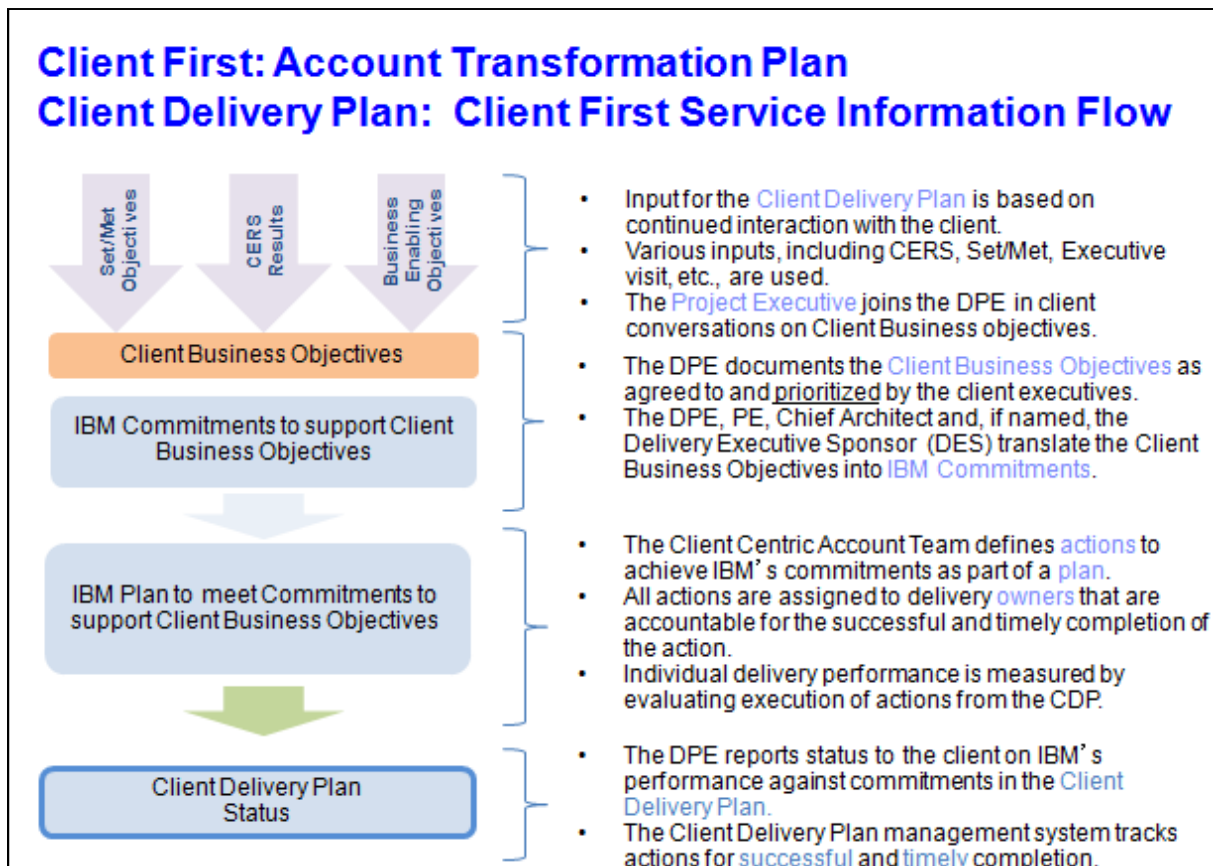 Client First: Account Transformation Plan
Client Delivery Plan: Client First Service Information Flow
Set/Met
Objectives
CERS
Results
Business
Enabling
Objectives
• Input for the Client Delivery Plan is based on
continued interaction with the client.
• Various inputs, including CERS, Set/Met, Executive
visit, etc., are used.
• The Project Executive joins the DPE in client
conversations on Client Business objectives.
Client Business Objectives
IBM Commitments to support Client
Business Objectives
• The DPE documents the Client Business Objectives as
agreed to and prioritized by the client executives.
• The DPE, PE, Chief Architect and, if named, the
Delivery Executive Sponsor (DES) translate the Client
Business Objectives into IBM Commitments.
IBM Plan to meet Commitments to
support Client Business Objectives
• The Client Centric Account Team defines actions to
achieve IBM's commitments as part of a plan.
• All actions are assigned to delivery owners that are
accountable for the successful and timely completion of
the action.
• Individual delivery performance is measured by
evaluating execution of actions from the CDP.
Client Delivery Plan
Status
• The DPE reports status to the client on IBM's
performance against commitments in the Client
Delivery Plan.
• The Client Delivery Plan management system tracks
actions for successful and timely completion.